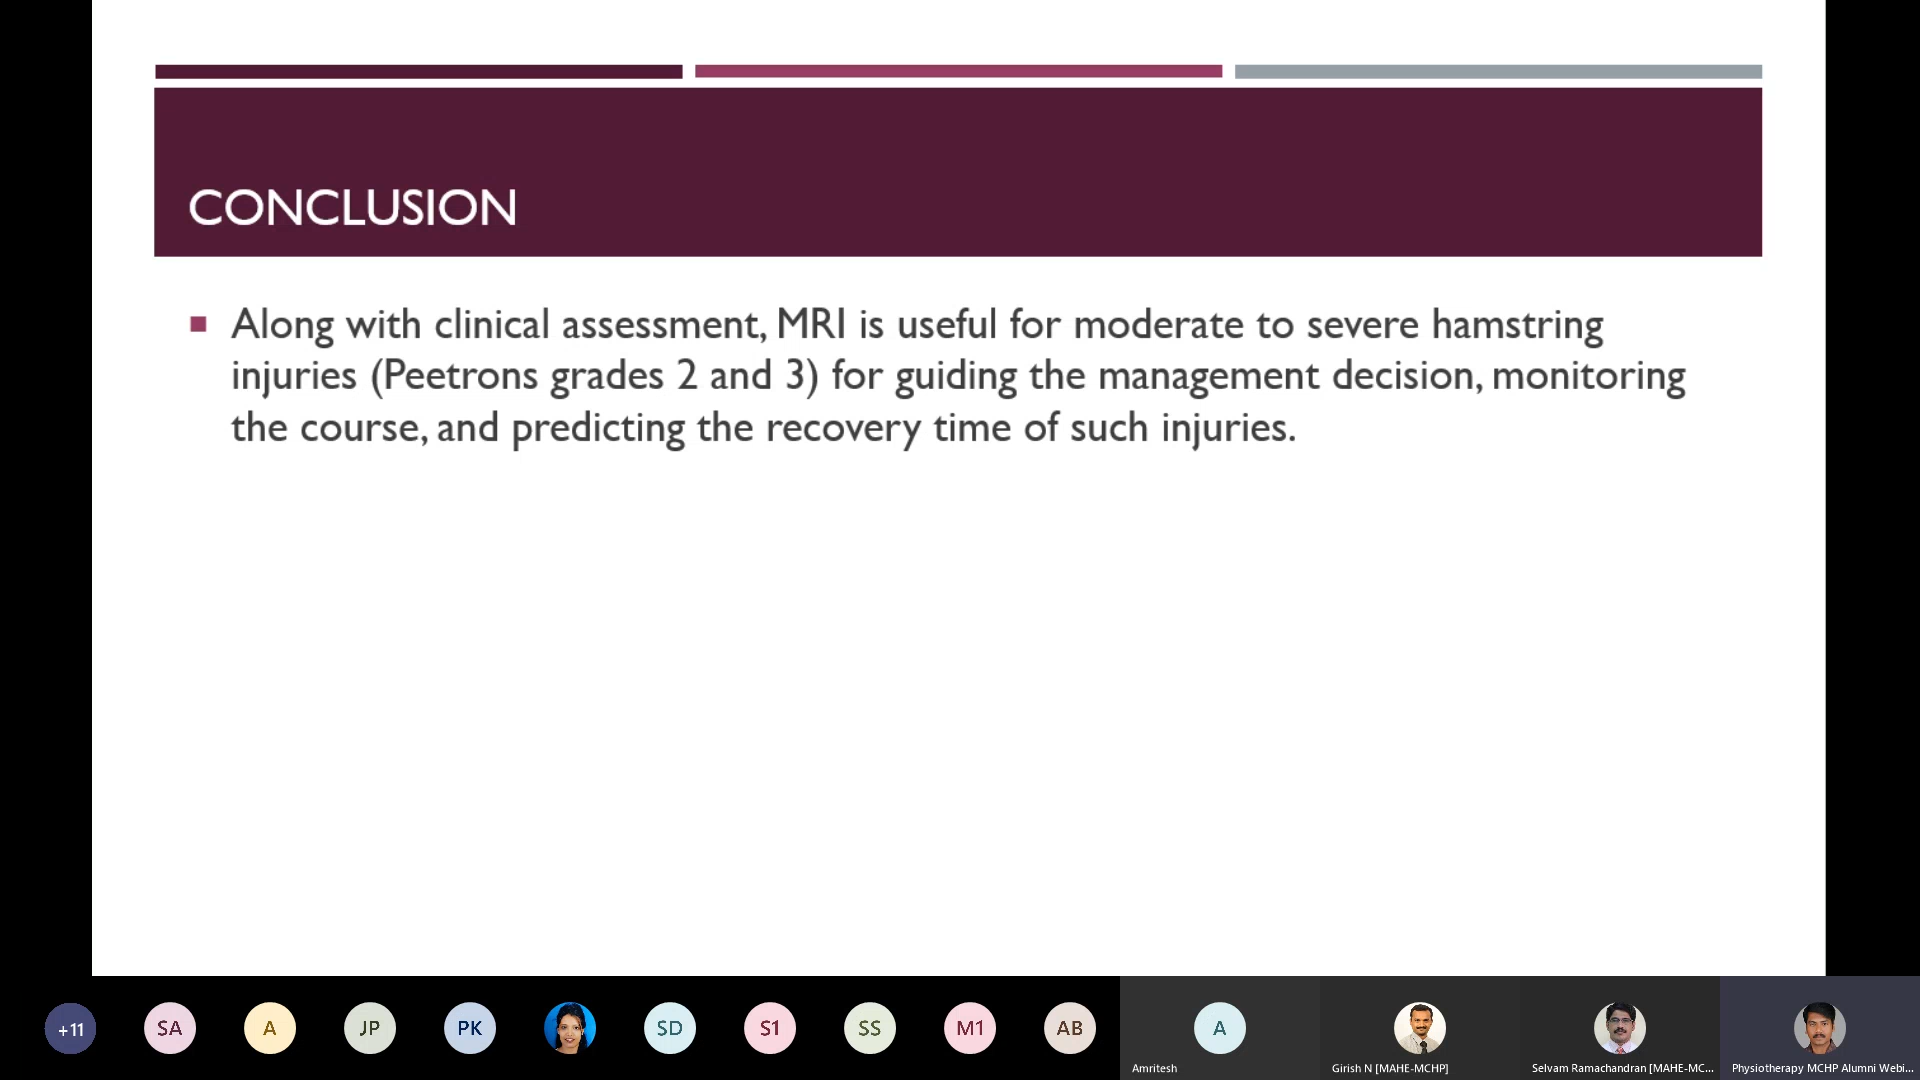 CONCLUSION
Along with clinical assessment, MRI is useful for moderate to severe hamstring
injuries (Peetrons grades 2 and 3) for guiding the management decision, monitoring
the course, and predicting the recovery time of such injuries.
+11
SA
A
JP
PK
SD
S1
SS
M1
AB
A
Amritesh
Girish N [MAHE-MCHP]
Selvam Ramachandran [MAHE-MC...
Physiotherapy MCHP Alumni Webi...